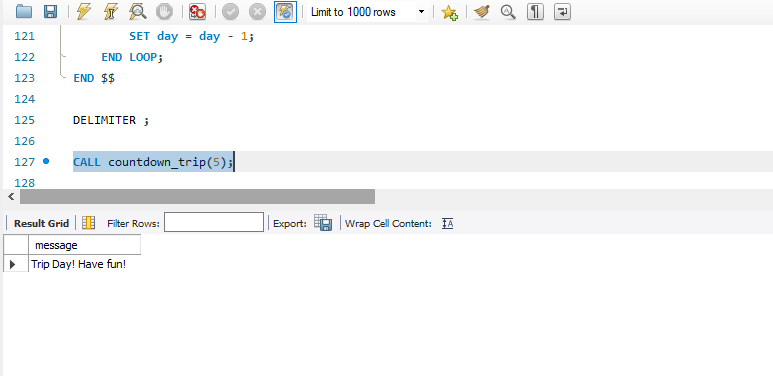 Limit to 1000 rows
121 SET day = day - 1;
122 END LOOP;
123 END $$
124
125 DELIMITER ;
126
127 CALL countdown_trip(5);
128
Result Grid Filter Rows: Export: Wrap Cell Content: IA
message
Trip Day! Have fun!